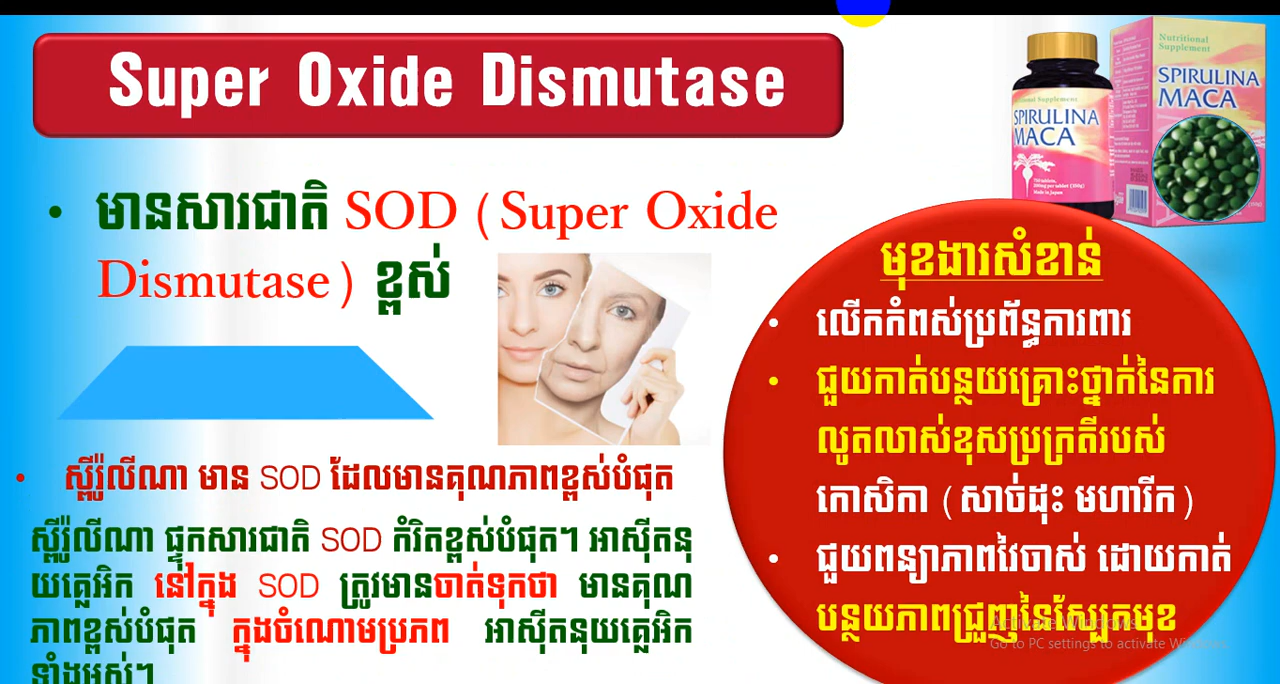 Super Oxide Dismutase
Nutritional
Supplement
SPIRULINA
MACA
Nutritional Supplement
SPIRULINA
MACA
Made in Japan
• មានសារជាតិ SOD (Super Oxide
Dismutase) ខ្ពស់
• ស្ពីរ៉ូលីណា មាន SOD ដែលមានគុណភាពខ្ពស់បំផុត
ស្ពីរ៉ូលីណា ផ្ទុកសារជាតិ SOD កំរិតខ្ពស់បំផុត។ អាស៊ីតនុ
យគ្លេអិក នៅក្នុង SOD ត្រូវមានចាត់ទុកថា មានគុណ
ភាពខ្ពស់បំផុត ក្នុងចំណោមប្រភព អាស៊ីតនុយគ្លេអិក
ទាំងអស់។
មុខងារសំខាន់
• លើកកំពស់ប្រព័ន្ធការពារ
• ជួយកាត់បន្ថយគ្រោះថ្នាក់នៃការ
លូតលាស់ខុសប្រក្រតីរបស់
កោសិកា (សាច់ដុះ មហារីក)
• ជួយពន្យាភាពវៃចាស់ ដោយកាត់
បន្ថយភាពជ្រួញនៃស្បែកមុខ
Activate Windows
Go to PC settings to activate Windows.